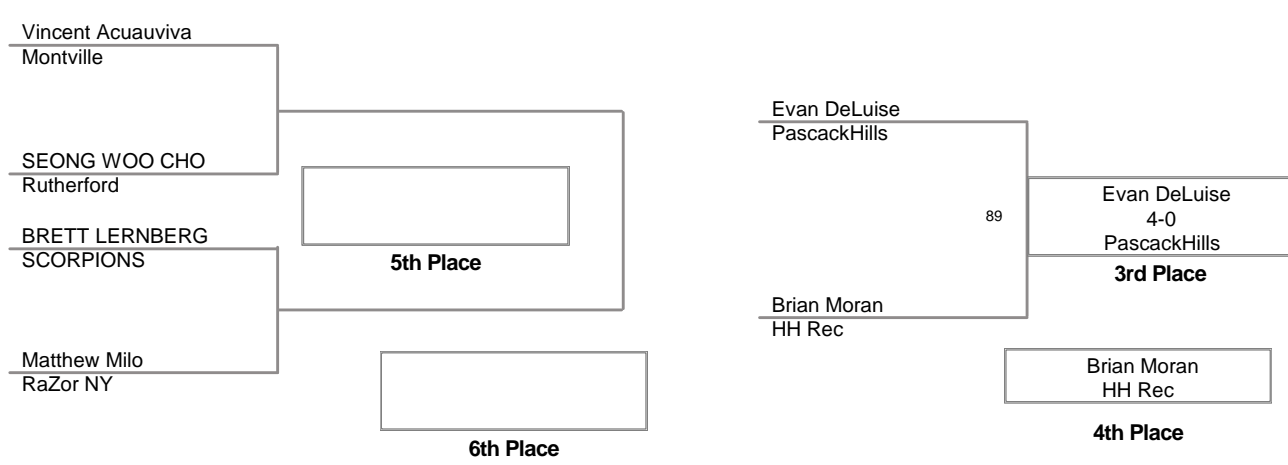 Vincent Acuauviva
Montville
SEONG WOO CHO
Rutherford
BRETT LERNBERG
SCORPIONS
Matthew Milo
RaZor NY
5th Place
6th Place
Evan DeLuise
PascackHills
89
Brian Moran
HH Rec
Evan DeLuise
4-0
PascackHills
3rd Place
Brian Moran
HH Rec
4th Place